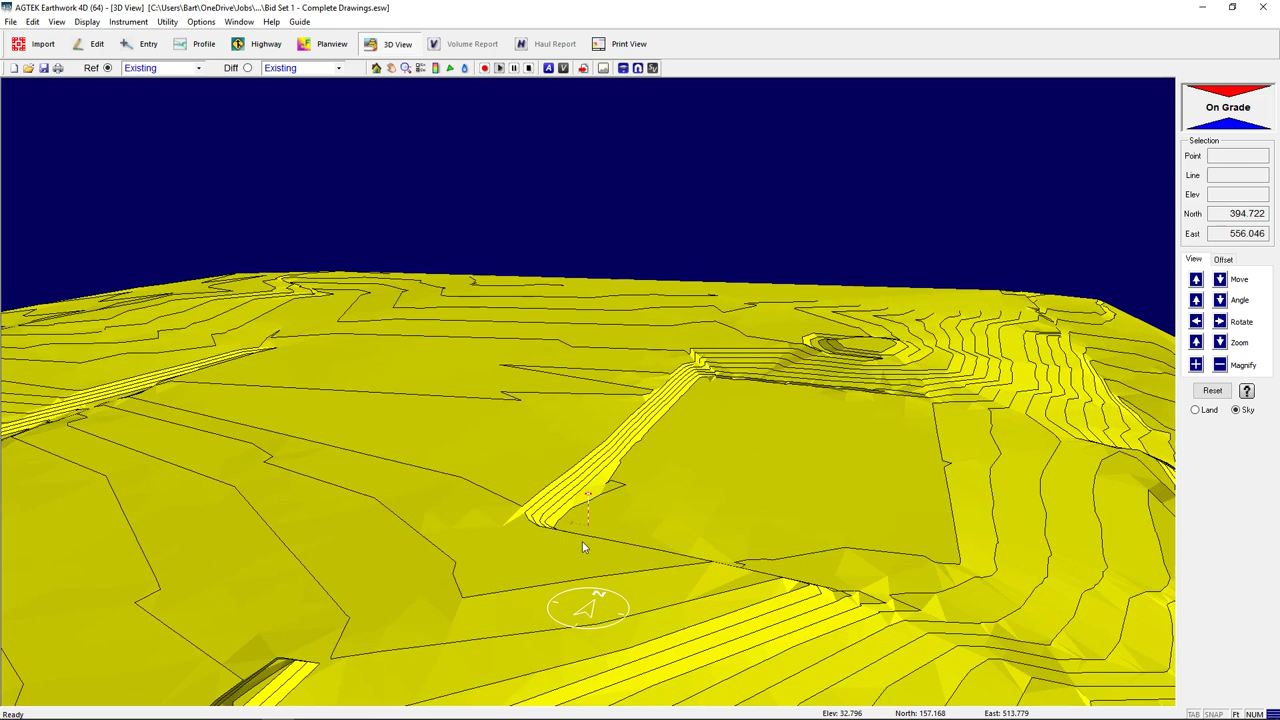 AGTEK Earthwork 4D (64) - [3D View]  [C:\Users\Bart\OneDrive\Jobs\...\Bid Set 1 - Complete Drawings.esw]
File Edit View Display Instrument Utility Options Window Help Guide
Import Edit Entry Profile Highway Planview 3D View Volume Report Haul Report Print View
Ref Existing Diff Existing
On Grade
Selection
Point
Line
Elev
North 394.722
East 556.046
View Offset
Move
Angle
Rotate
Zoom
Magnify
Reset ?
Land Sky
N
Ready Elev: 32.796 North: 157.168 East: 513.779 TAB SNAP Ft NUM